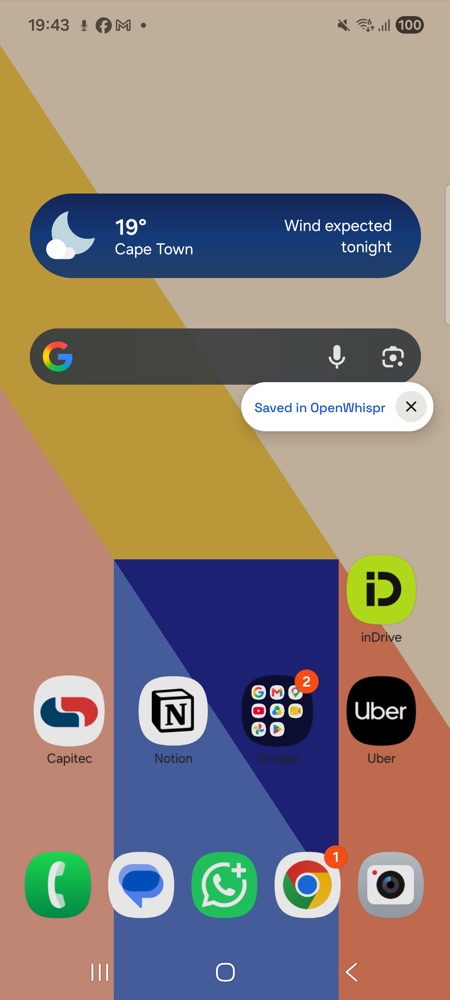 19:43
100
19°
Cape Town
Wind expected
tonight
Saved in OpenWhispr
inDrive
2
Uber
Capitec
Notion
Google
Uber
1